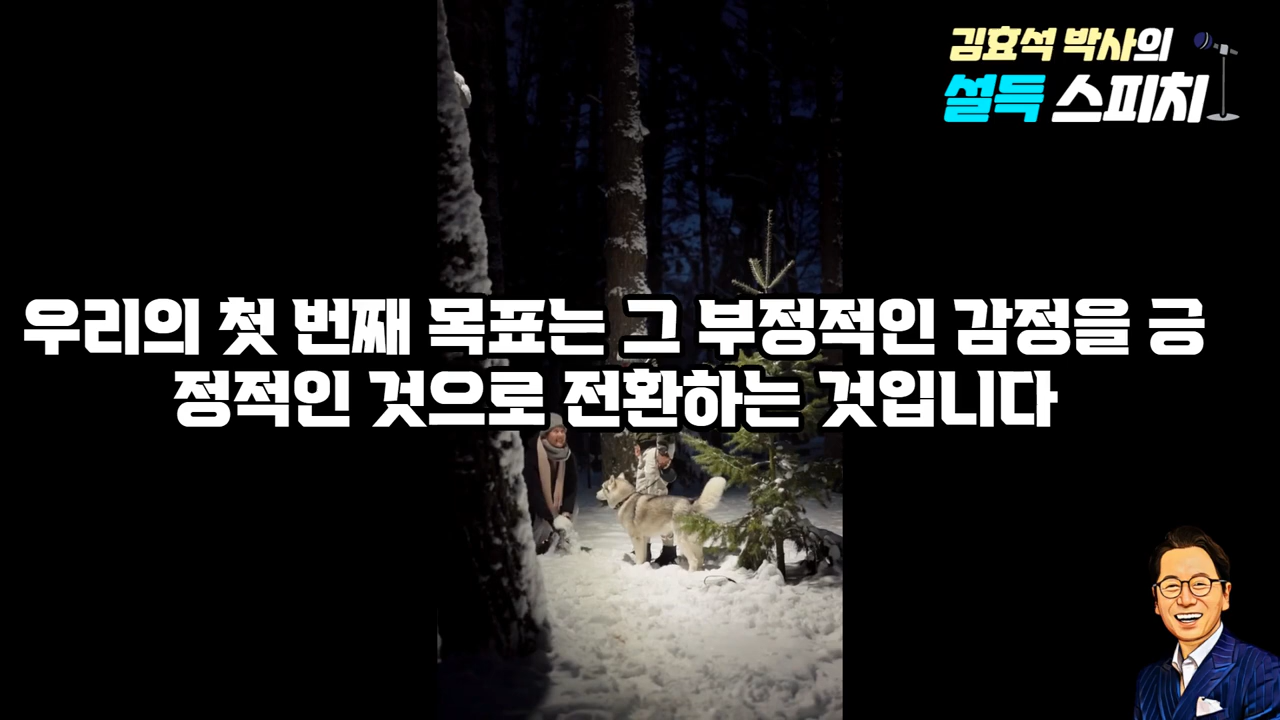 김효석 박사의
설득 스피치
우리의 첫 번째 목표는 그 부정적인 감정을 긍
정적인 것으로 전환하는 것입니다